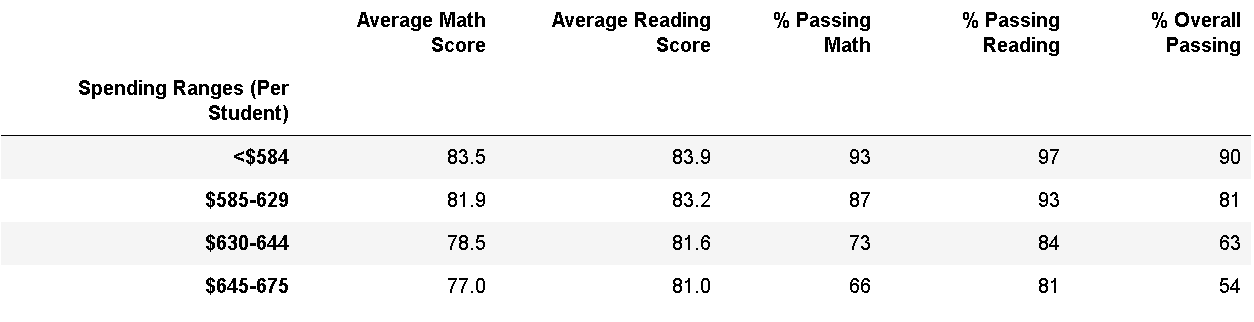 Average Math Score Average Reading Score % Passing Math % Passing Reading % Overall Passing
Spending Ranges (Per Student)
<$584 83.5 83.9 93 97 90
$585-629 81.9 83.2 87 93 81
$630-644 78.5 81.6 73 84 63
$645-675 77.0 81.0 66 81 54